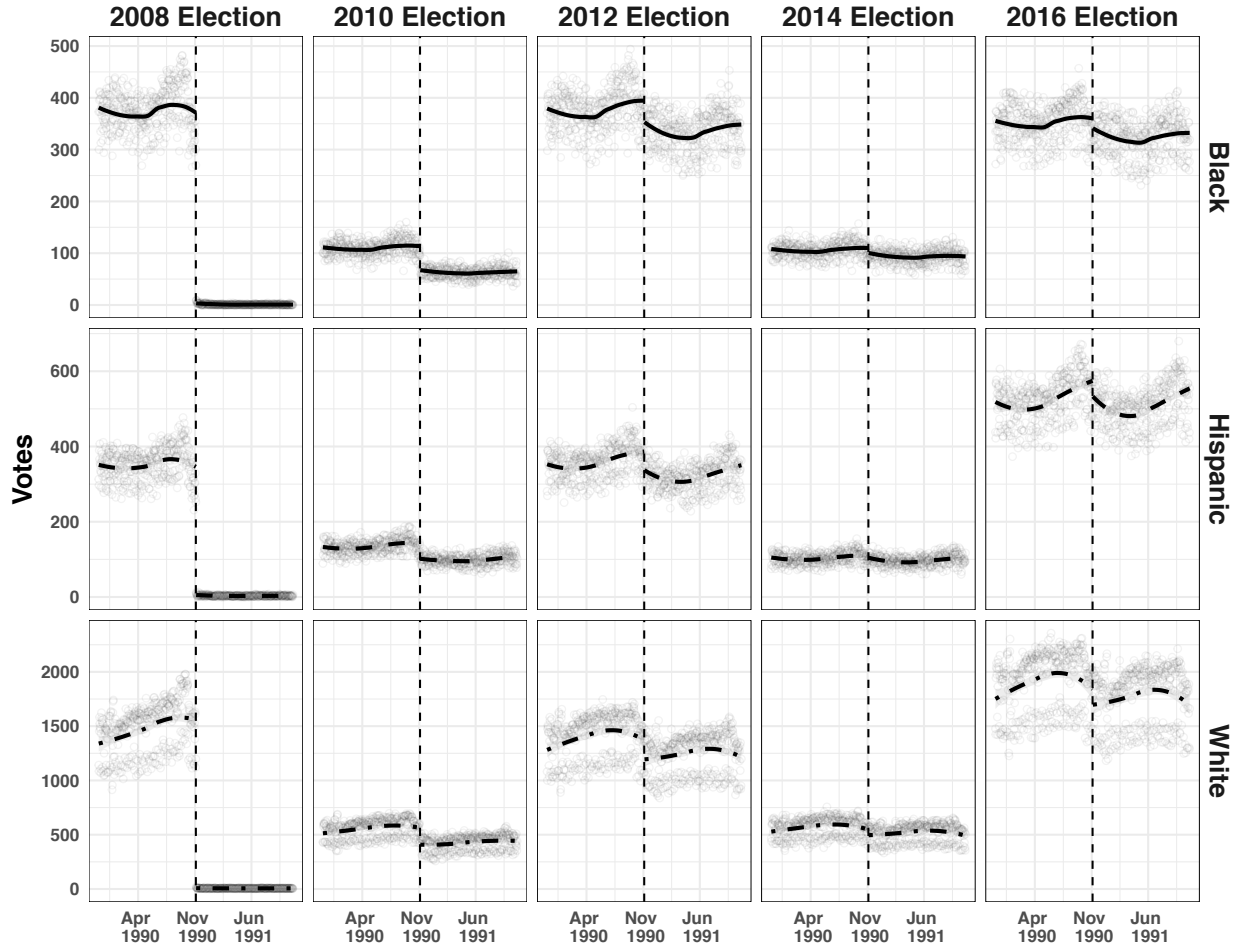 2008 Election
2010 Election
2012 Election
2014 Election
2016 Election
500
400
300
200
100
0
Black
600
400
200
0
Hispanic
2000
1500
1000
500
0
White
Votes
Apr
1990
Nov
1990
Jun
1991
Apr
1990
Nov
1990
Jun
1991
Apr
1990
Nov
1990
Jun
1991
Apr
1990
Nov
1990
Jun
1991
Apr
1990
Nov
1990
Jun
1991